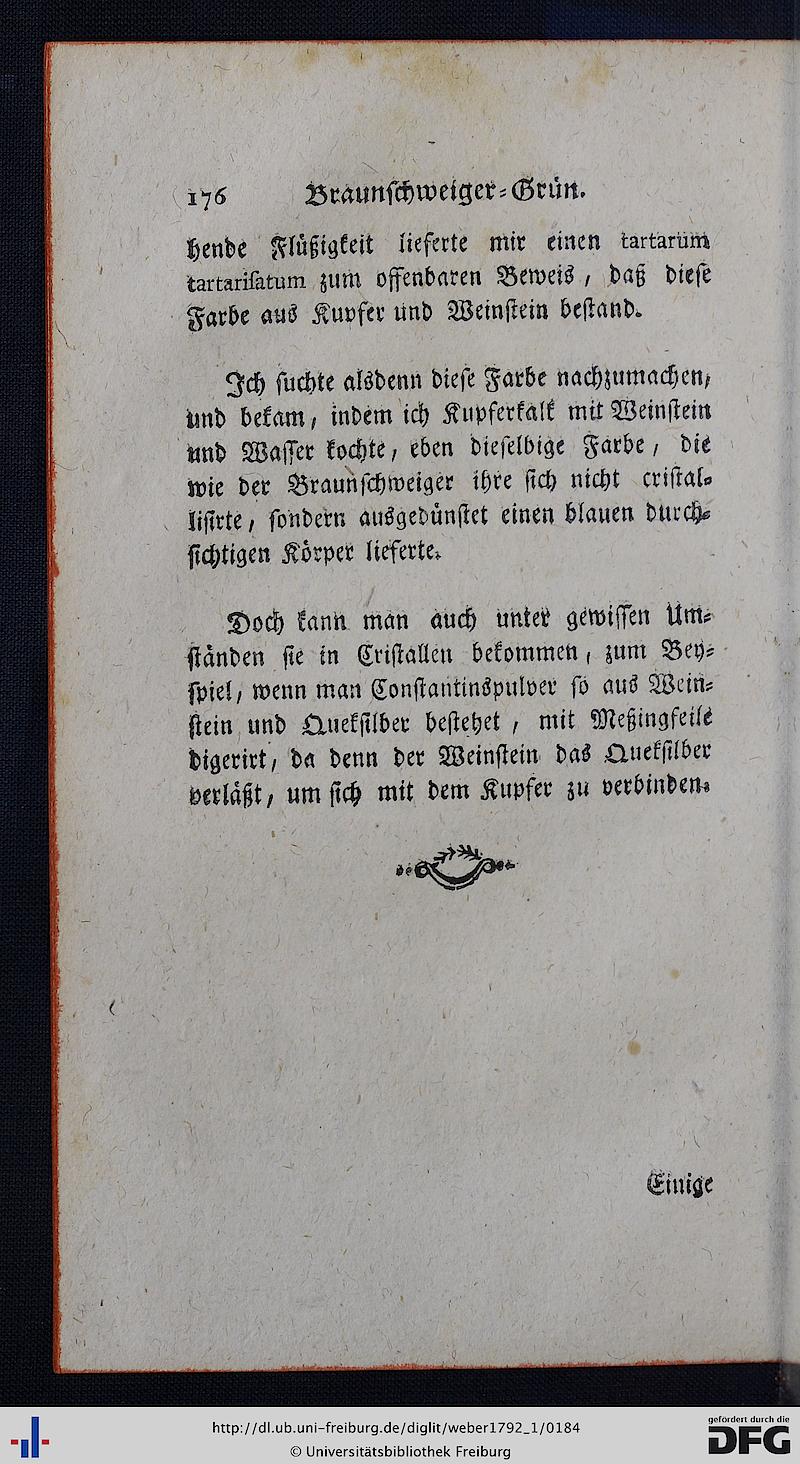 176 Braunſchweiger-Grün.
hende Flüßigkeit lieferte mir einen tartarum
tartariſatum zum offenbaren Beweis, daß dieſe
Farbe aus Kupfer und Weinſtein beſtand.
Ich ſuchte alsdenn dieſe Farbe nachzumachen,
und bekam, indem ich Kupferkalk mit Weinſtein
und Waſſer kochte, eben dieſelbige Farbe, die
wie der Braunſchweiger ihre ſich nicht criſtal-
liſirte, ſondern ausgedünſtet einen blauen durch-
ſichtigen Körper lieferte.
Doch kann man auch unter gewiſſen Um-
ſtänden ſie in Criſtallen bekommen, zum Bey-
ſpiel, wenn man Conſtantinspulver ſo aus Wein-
ſtein und Quekſilber beſtehet, mit Meßingfeile
digerirt, da denn der Weinſtein das Quekſilber
verläßt, um ſich mit dem Kupfer zu verbinden.
Einige
http://dl.ub.uni-freiburg.de/diglit/weber1792_1/0184
© Universitätsbibliothek Freiburg
gefördert durch die
DFG